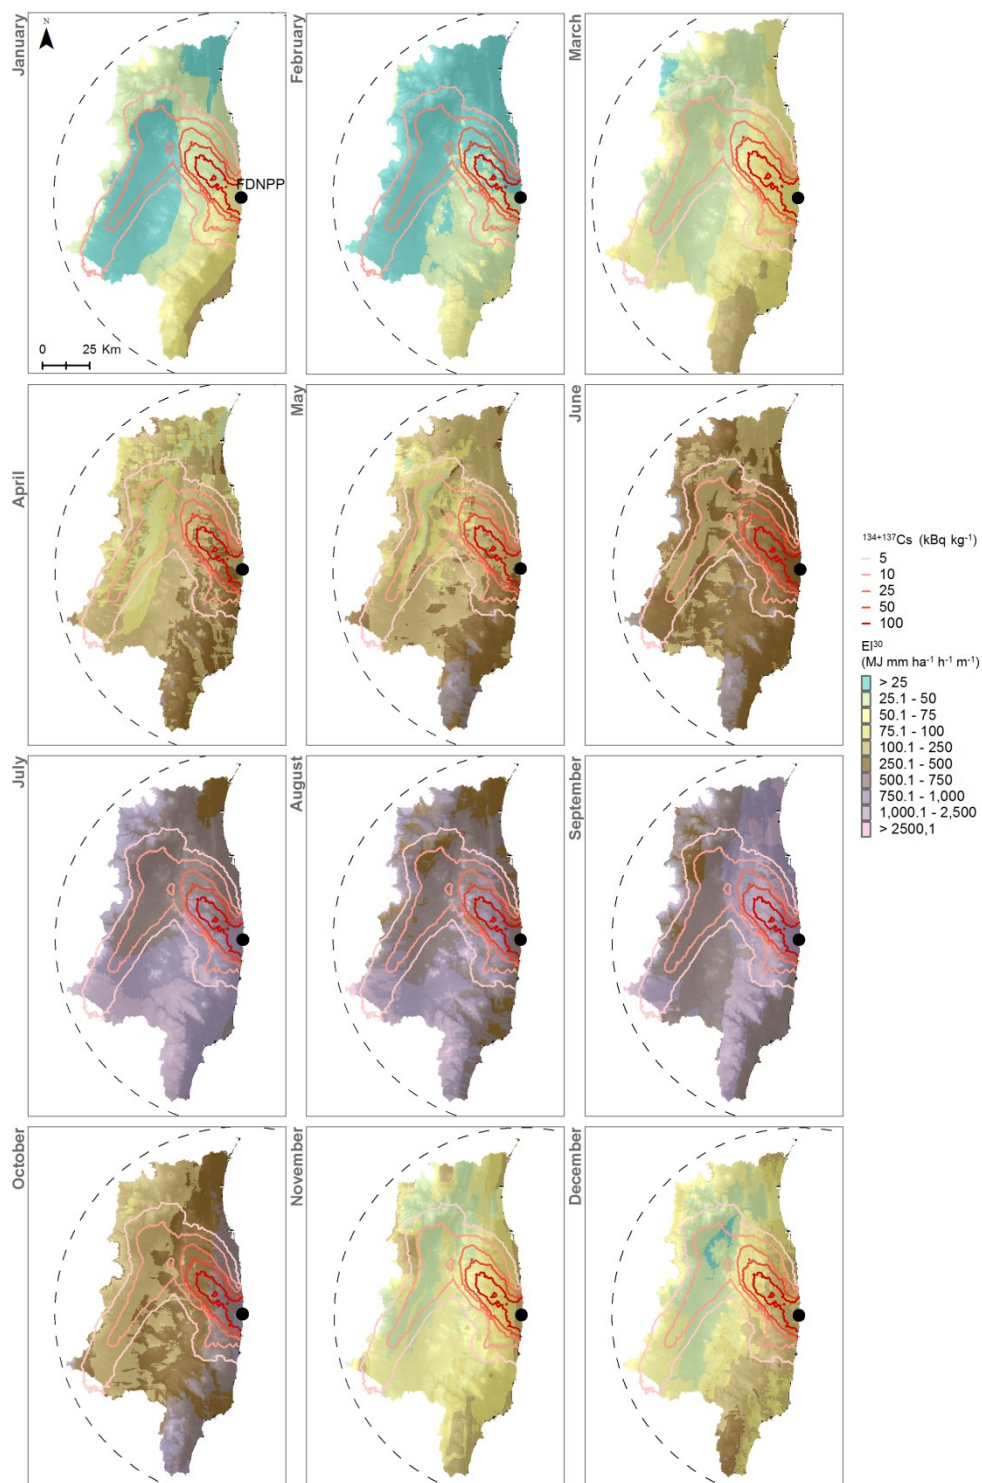 January
N
FDNPP
0 25 Km
February
March
April
May
June
July
August
September
October
November
December
¹³⁴⁺¹³⁷Cs (kBq kg⁻¹)
5
10
25
50
100
EI³⁰
(MJ mm ha⁻¹ h⁻¹ m⁻¹)
> 25
25.1 - 50
50.1 - 75
75.1 - 100
100.1 - 250
250.1 - 500
500.1 - 750
750.1 - 1,000
1,000.1 - 2,500
> 2500,1